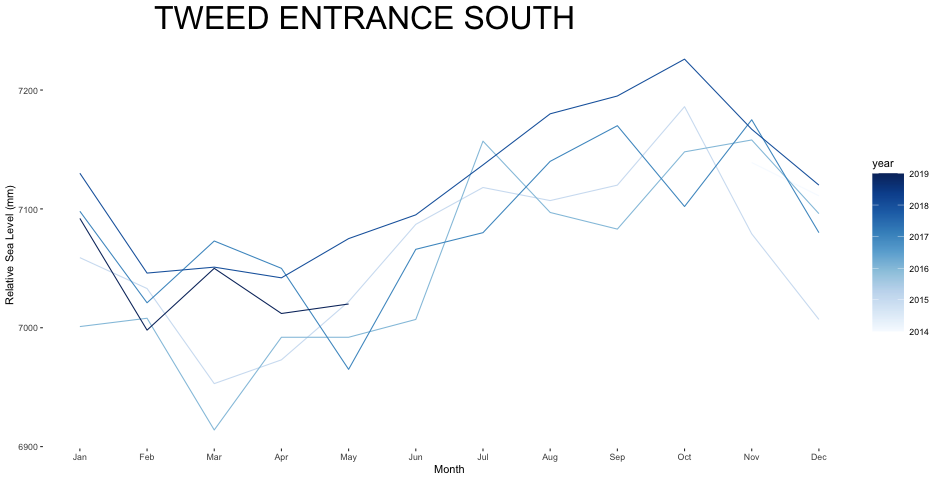 TWEED ENTRANCE SOUTH
Relative Sea Level (mm)
7200
7100
7000
6900
Jan Feb Mar Apr May Jun Jul Aug Sep Oct Nov Dec
Month
year
2019
2018
2017
2016
2015
2014